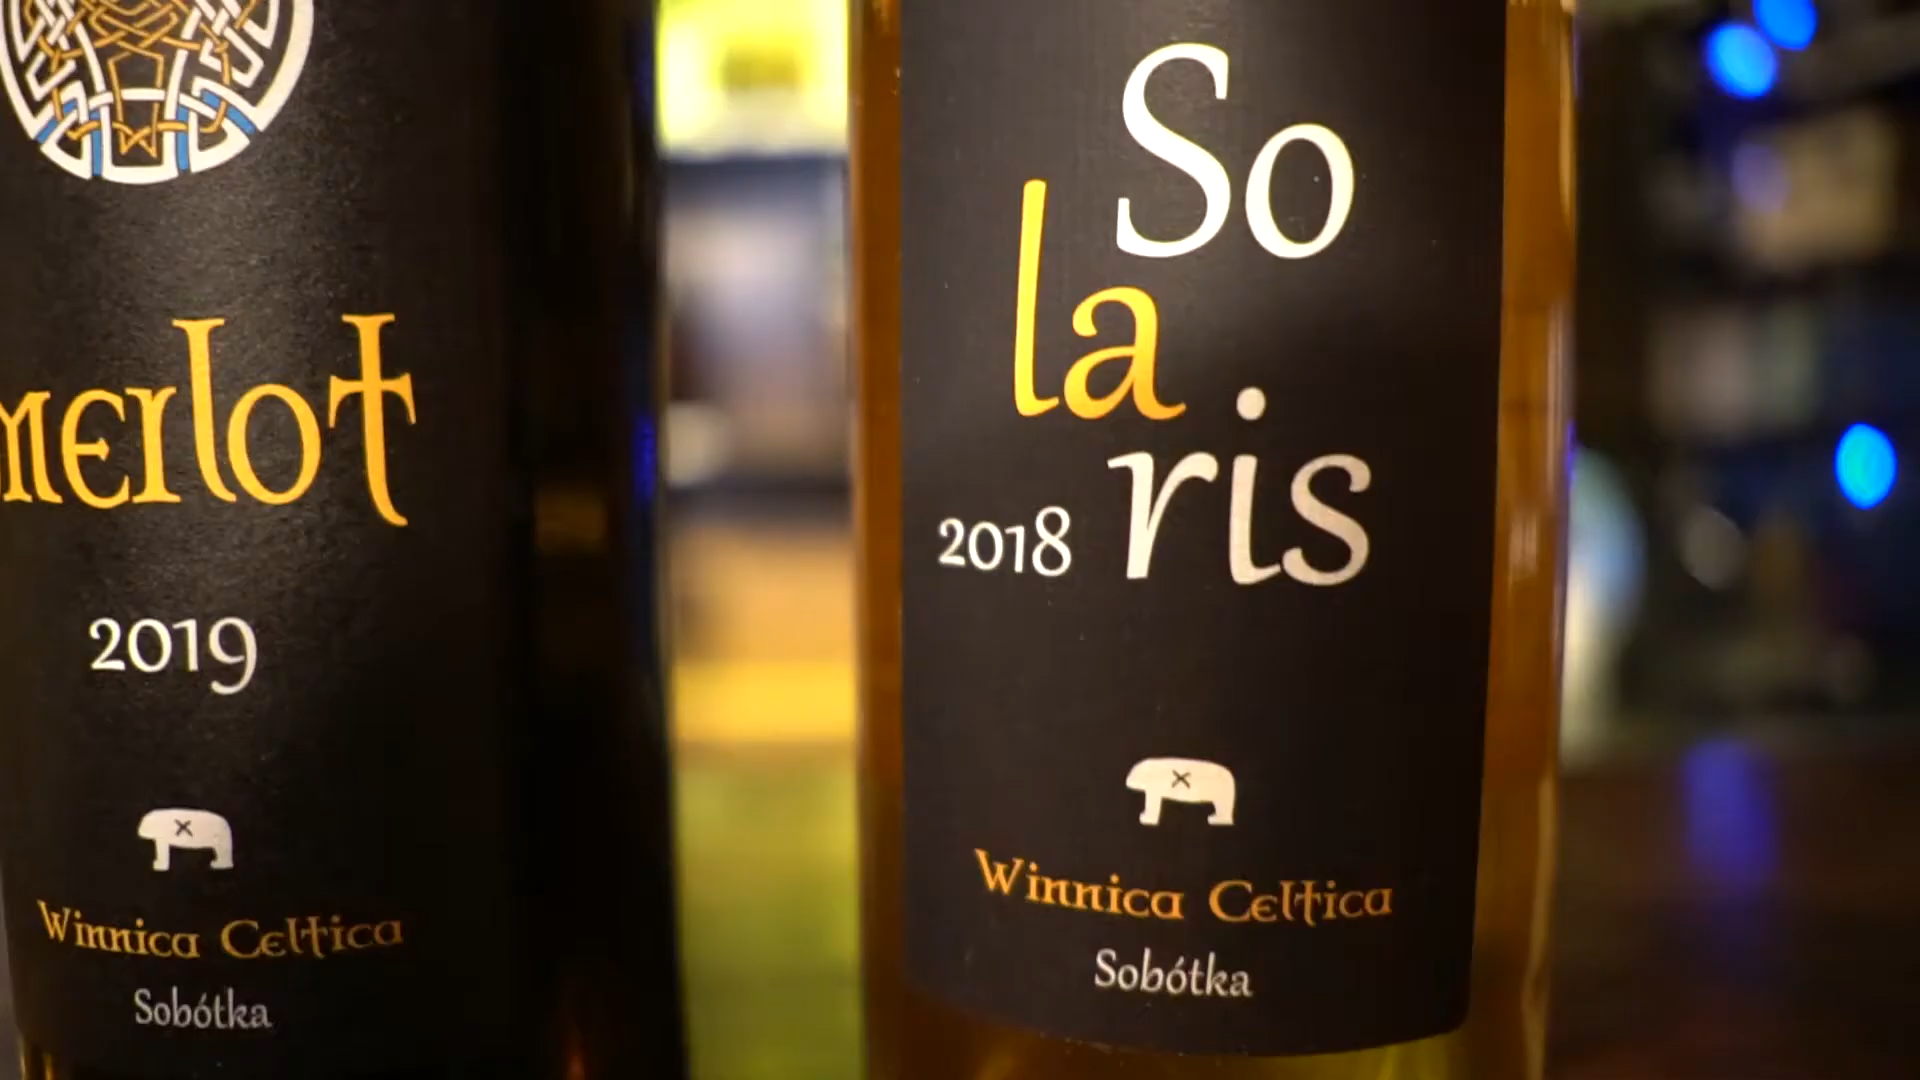 merlot
2019
Winnica Celtica
Sobótka
So
la
ris
2018
Winnica Celtica
Sobótka